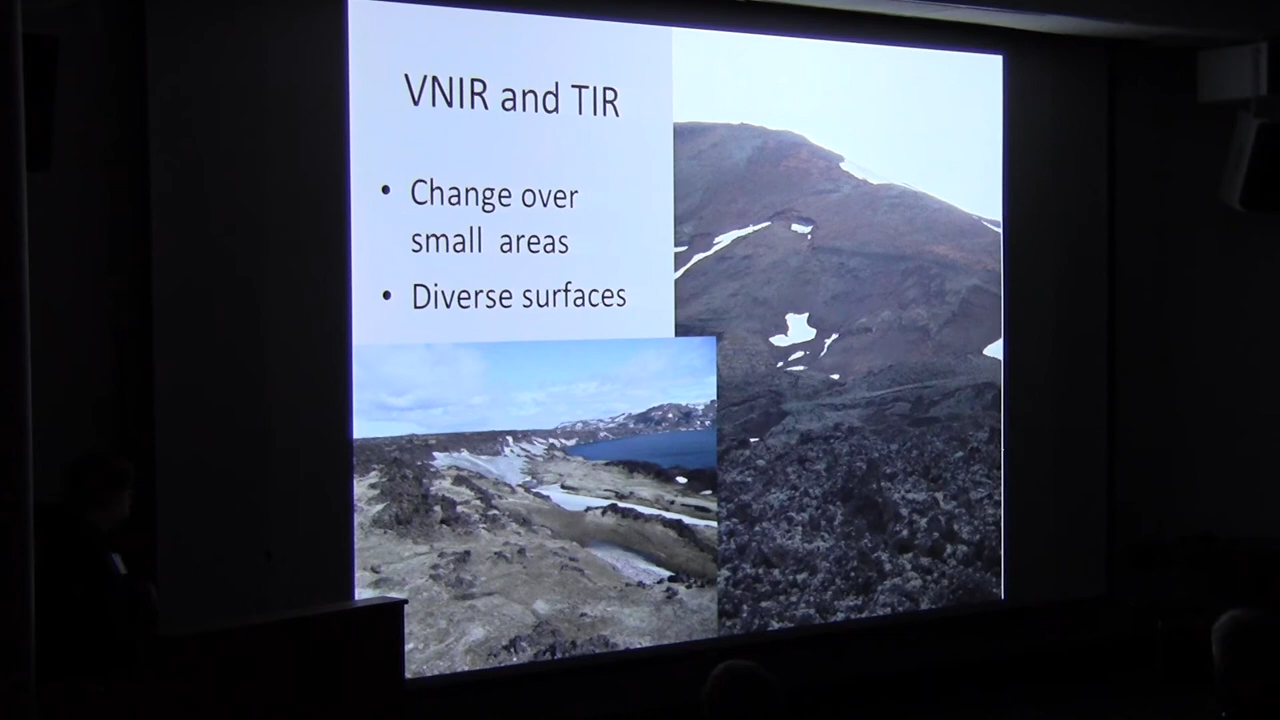 VNIR and TIR
• Change over
small areas
• Diverse surfaces